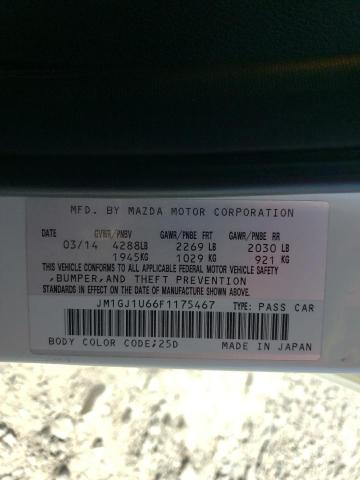 MFD. BY MAZDA MOTOR CORPORATION
DATE GVWR/PNBV GAWR/PNBE FRT GAWR/PNBE RR
03/14 4288LB 2269 LB 2030 LB
1945KG 1029 KG 921 KG
THIS VEHICLE CONFORMS TO ALL APPLICABLE FEDERAL MOTOR VEHICLE SAFETY
,BUMPER,AND THEFT PREVENTION
STANDARDS IN EFFECT ON THE DATE OF MANUFACTURE SHOWN ABOVE.
JM1GJ1U66F1175467 TYPE: PASS CAR
BODY COLOR CODE;25D MADE IN JAPAN